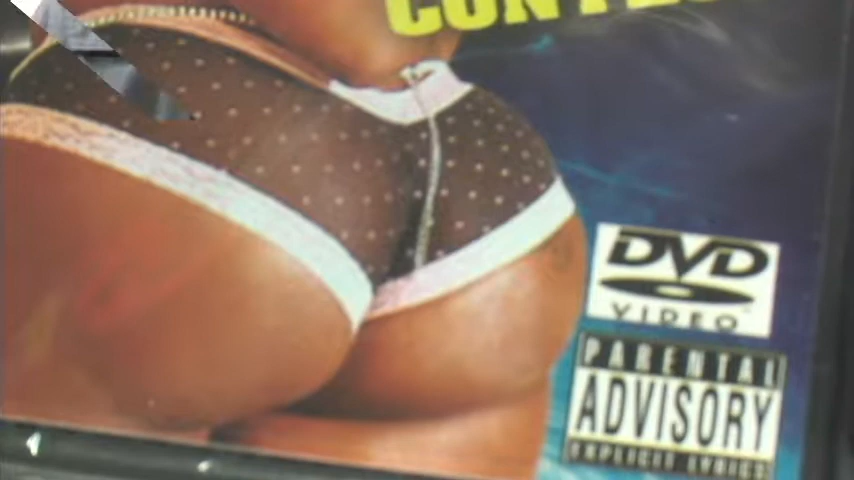 DVD
VIDEO
PARENTAL
ADVISORY
EXPLICIT LYRICS